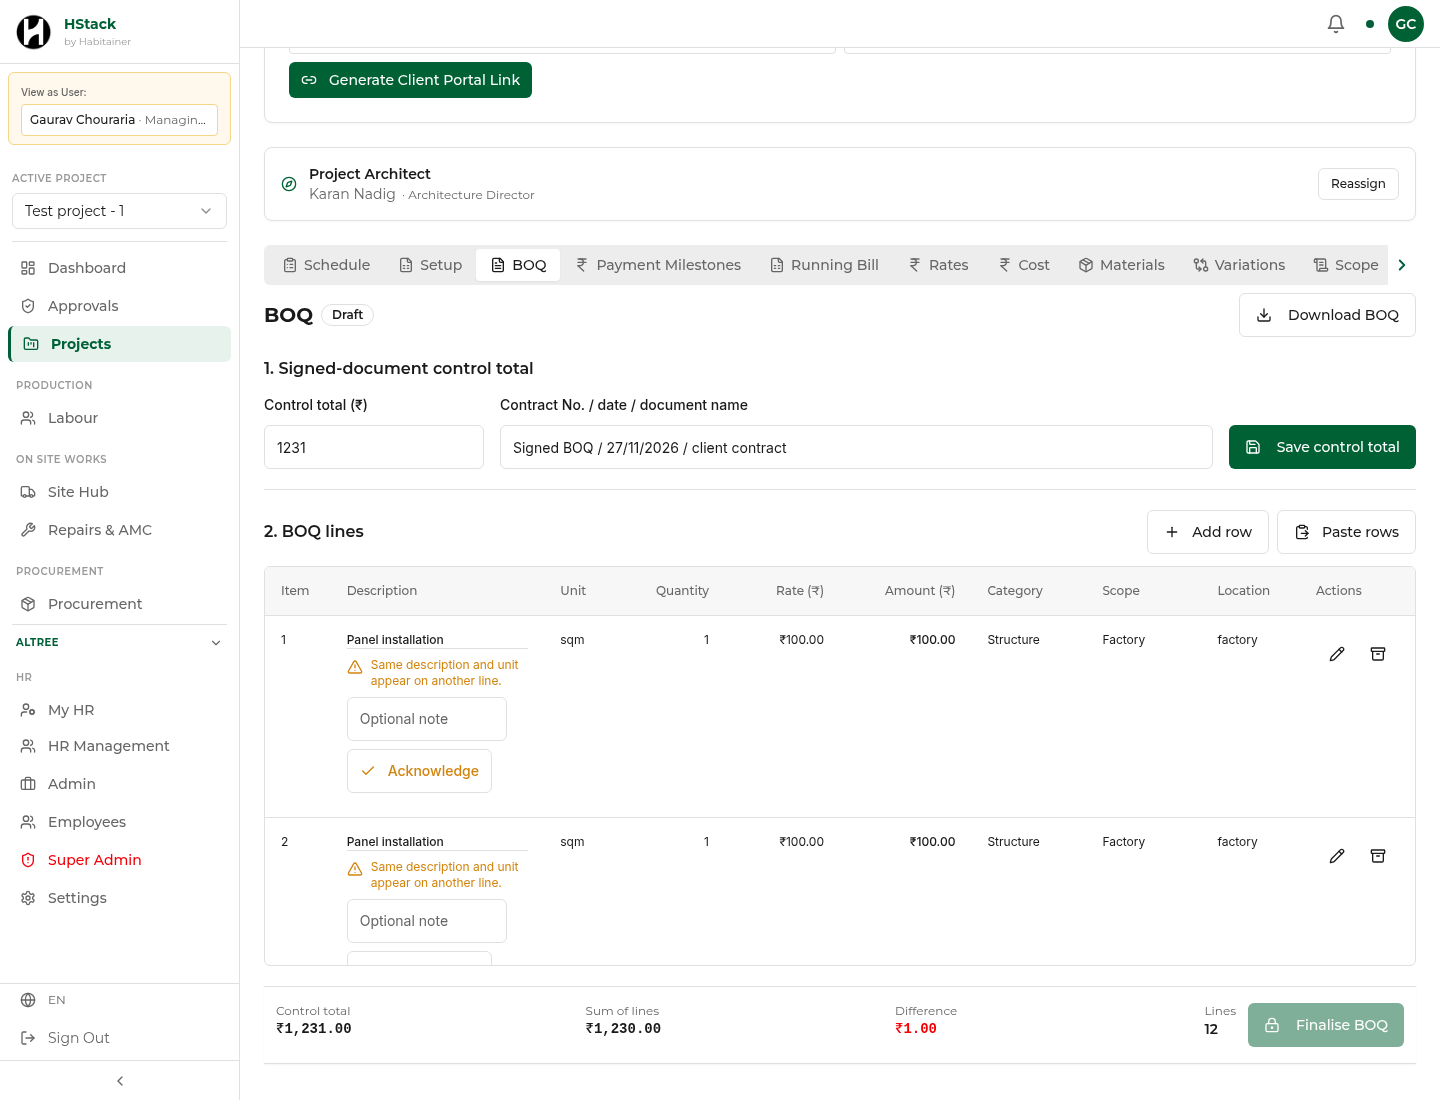 HStack
by Habitainer
GC
View as User:
Gaurav Chouraria · Managin...
ACTIVE PROJECT
Test project - 1
Dashboard
Approvals
Projects
PRODUCTION
Labour
ON SITE WORKS
Site Hub
Repairs & AMC
PROCUREMENT
Procurement
ALTREE
HR
My HR
HR Management
Admin
Employees
Super Admin
Settings
EN
Sign Out
Generate Client Portal Link
Project Architect
Karan Nadig · Architecture Director
Reassign
Schedule Setup BOQ Payment Milestones Running Bill Rates Cost Materials Variations Scope
BOQ Draft
Download BOQ
1. Signed-document control total
Control total (₹) Contract No. / date / document name
1231 Signed BOQ / 27/11/2026 / client contract Save control total
2. BOQ lines
Add row Paste rows
Item Description Unit Quantity Rate (₹) Amount (₹) Category Scope Location Actions
1 Panel installation sqm 1 ₹100.00 ₹100.00 Structure Factory factory
Same description and unit
appear on another line.
Optional note
Acknowledge
2 Panel installation sqm 1 ₹100.00 ₹100.00 Structure Factory factory
Same description and unit
appear on another line.
Optional note
Control total Sum of lines Difference Lines
₹1,231.00 ₹1,230.00 ₹1.00 12
Finalise BOQ